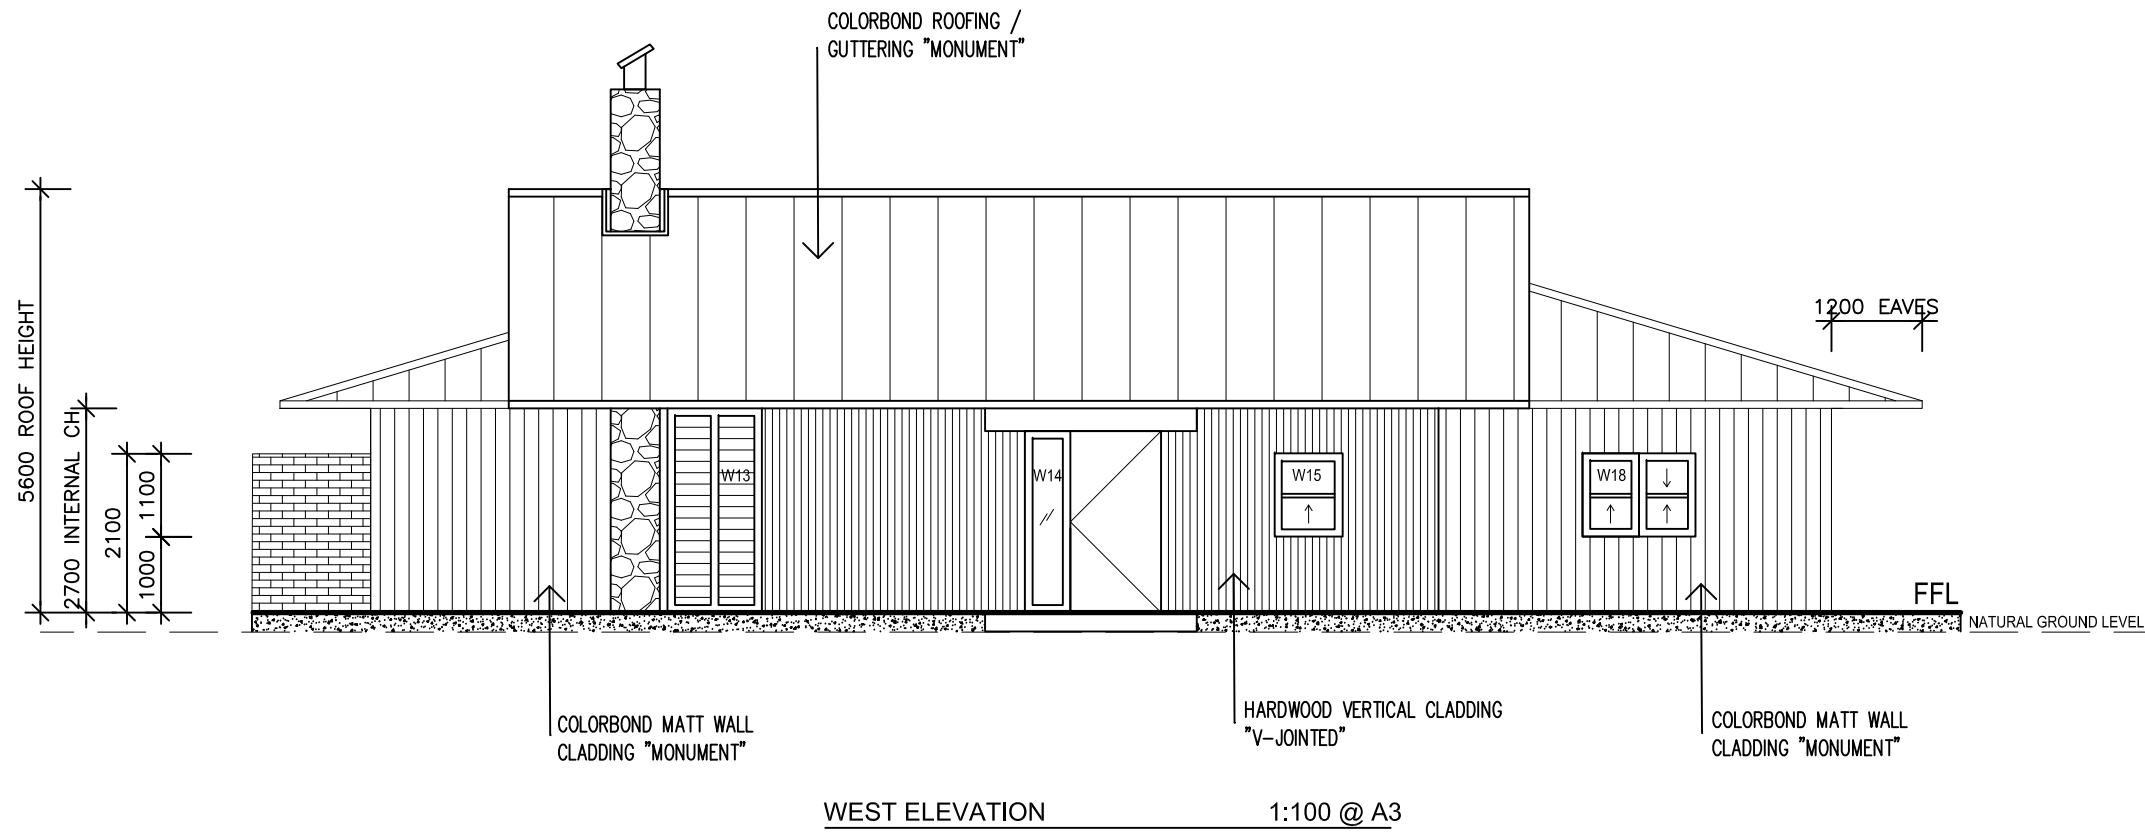 COLORBOND ROOFING /
GUTTERING "MONUMENT"
5600 ROOF HEIGHT
2700 INTERNAL CH
2100
1000 1100
1200 EAVES
W13
W14
W15
W18
FFL
NATURAL GROUND LEVEL
COLORBOND MATT WALL
CLADDING "MONUMENT"
HARDWOOD VERTICAL CLADDING
"V-JOINTED"
COLORBOND MATT WALL
CLADDING "MONUMENT"
WEST ELEVATION 1:100 @ A3